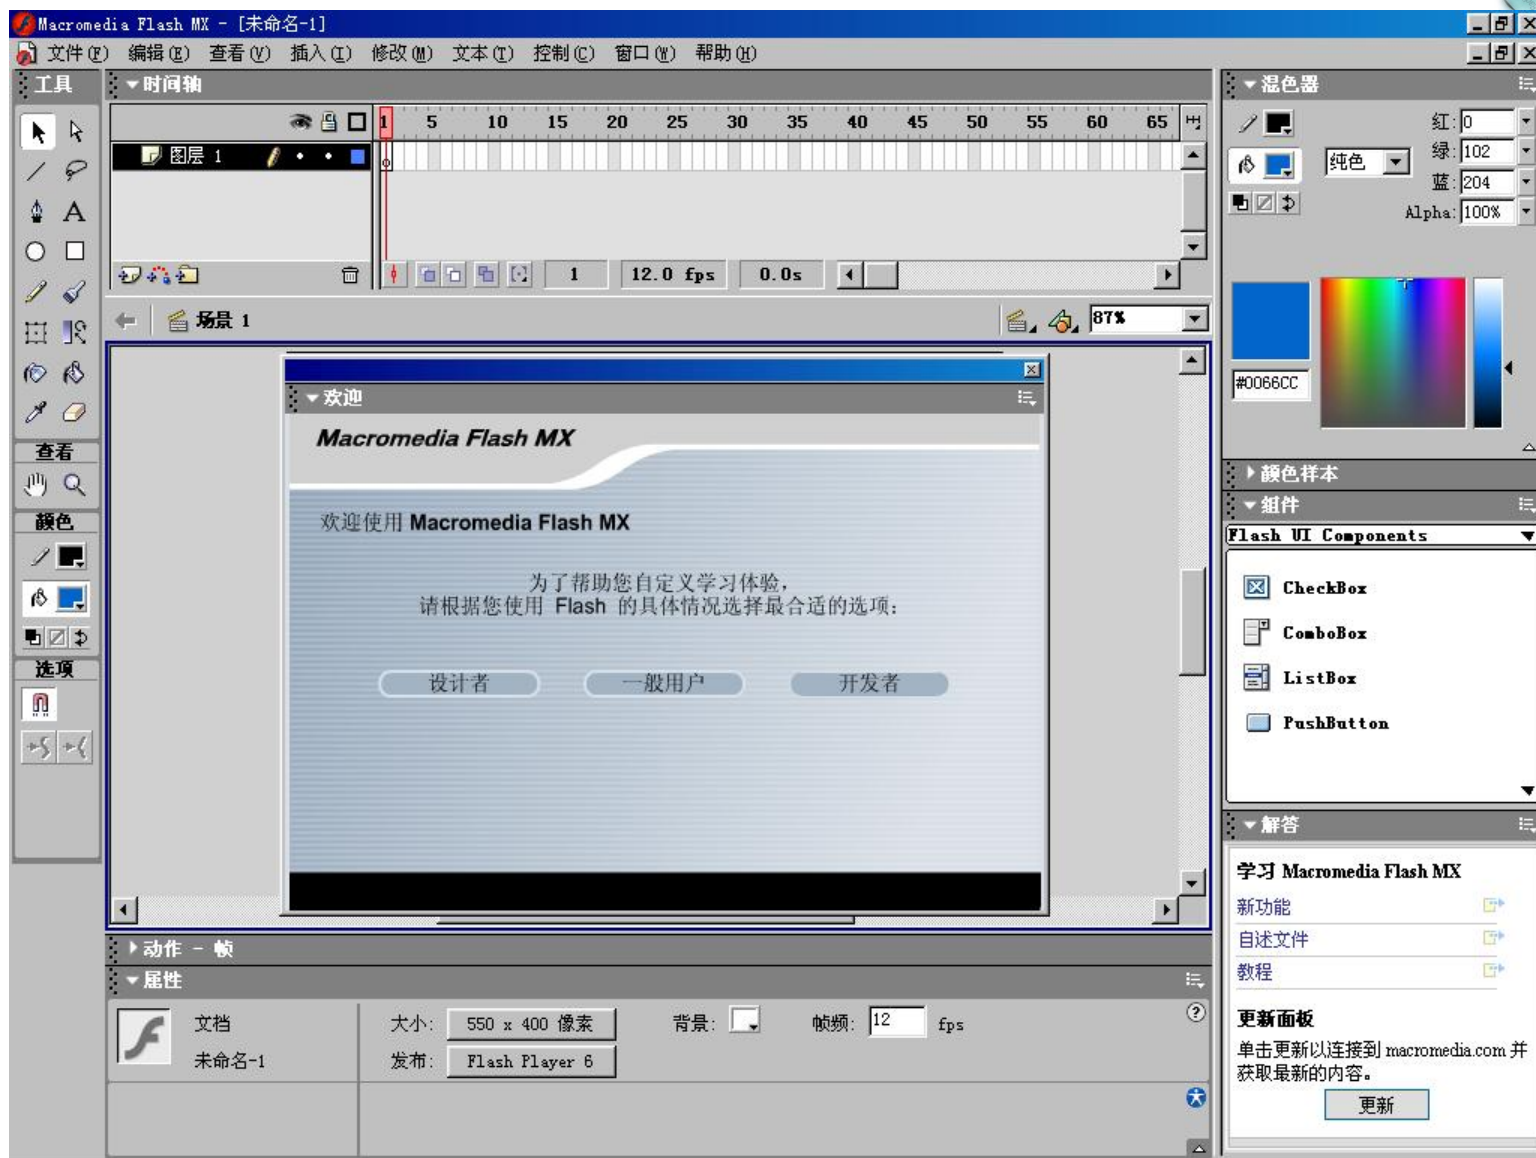 Macromedia Flash MX - [未命名-1]
文件(F) 编辑(E) 查看(V) 插入(I) 修改(M) 文本(T) 控制(C) 窗口(W) 帮助(H)
工具
时间轴
1 5 10 15 20 25 30 35 40 45 50 55 60 65
图层 1
1 12.0 fps 0.0s
场景 1
87%
查看
颜色
选项
欢迎
Macromedia Flash MX
欢迎使用 Macromedia Flash MX
为了帮助您自定义学习体验，
请根据您使用 Flash 的具体情况选择最合适的选项：
设计者 一般用户 开发者
动作 - 帧
属性
文档
未命名-1
大小: 550 x 400 像素 背景: 帧频: 12 fps
发布: Flash Player 6
混色器
纯色
红: 0
绿: 102
蓝: 204
Alpha: 100%
#0066CC
颜色样本
组件
Flash UI Components
CheckBox
ComboBox
ListBox
PushButton
解答
学习 Macromedia Flash MX
新功能
自述文件
教程
更新面板
单击更新以连接到 macromedia.com 并
获取最新的内容。
更新